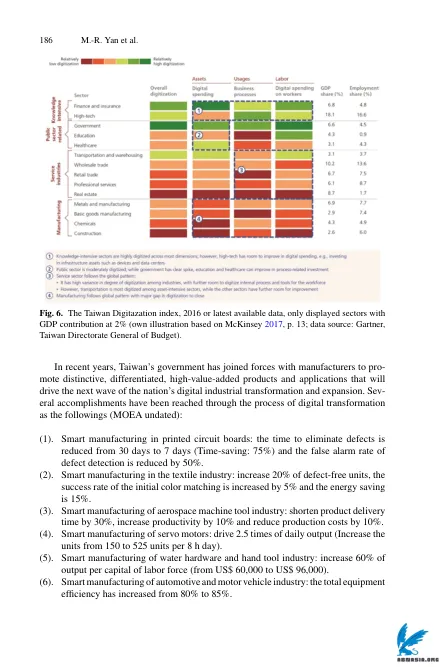 186 M.-R. Yan et al.
Relatively low digitization
Relatively high digitization
Assets Usages Labor
Sector Overall digitization Digital spending Business processes Digital spending on workers GDP share (%) Employment share (%)
Knowledge intensive
Finance and insurance 6.8 4.8
High-tech 16.1 16.6
Public sector related
Government 6.6 4.5
Education 4.3 0.9
Healthcare 3.1 4.3
Service industries
Transportation and warehousing 3.1 3.7
Wholesale trade 10.2 13.6
Retail trade 6.7 7.5
Professional services 6.1 8.7
Real estate 8.7 1.7
Manufacturing
Metals and manufacturing 6.9 7.7
Basic goods manufacturing 2.9 7.4
Chemicals 4.3 4.9
Construction 2.6 6.0
1 Knowledge-intensive sectors are highly digitized across most dimensions; however, high-tech has room to improve in digital spending, e.g., investing
in infrastructure assets such as devices and data centers
2 Public sector is moderately digitized; while government has clear spike, education and healthcare can improve in process-related investment
3 Service sector follows the global pattern:
• It has high variance in degree of digitization among industries, with further room to digitize internal process and tools for the workforce
• However, transportation is most digitized among asset-intensive sectors, while the other sectors have further room for improvement
4 Manufacturing follows global pattern with major gap in digitization to close
Fig. 6. The Taiwan Digitazation index, 2016 or latest available data, only displayed sectors with
GDP contribution at 2% (own illustration based on McKinsey 2017, p. 13; data source: Gartner,
Taiwan Directorate General of Budget).
In recent years, Taiwan's government has joined forces with manufacturers to pro-
mote distinctive, differentiated, high-value-added products and applications that will
drive the next wave of the nation's digital industrial transformation and expansion. Sev-
eral accomplishments have been reached through the process of digital transformation
as the followings (MOEA undated):
(1). Smart manufacturing in printed circuit boards: the time to eliminate defects is
reduced from 30 days to 7 days (Time-saving: 75%) and the false alarm rate of
defect detection is reduced by 50%.
(2). Smart manufacturing in the textile industry: increase 20% of defect-free units, the
success rate of the initial color matching is increased by 5% and the energy saving
is 15%.
(3). Smart manufacturing of aerospace machine tool industry: shorten product delivery
time by 30%, increase productivity by 10% and reduce production costs by 10%.
(4). Smart manufacturing of servo motors: drive 2.5 times of daily output (Increase the
units from 150 to 525 units per 8 h day).
(5). Smart manufacturing of water hardware and hand tool industry: increase 60% of
output per capital of labor force (from US$ 60,000 to US$ 96,000).
(6). Smart manufacturing of automotive and motor vehicle industry: the total equipment
efficiency has increased from 80% to 85%.